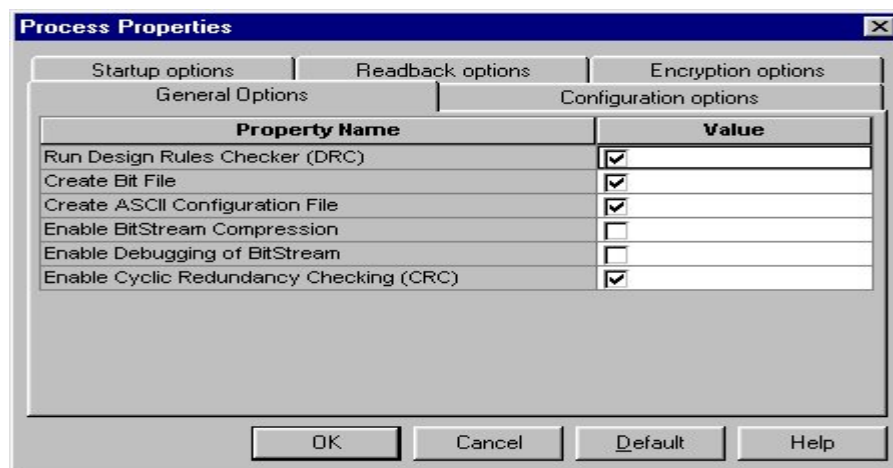 Process Properties
Startup options Readback options Encryption options
General Options Configuration options
Property Name Value
Run Design Rules Checker (DRC)
Create Bit File
Create ASCII Configuration File
Enable BitStream Compression
Enable Debugging of BitStream
Enable Cyclic Redundancy Checking (CRC)
OK Cancel Default Help